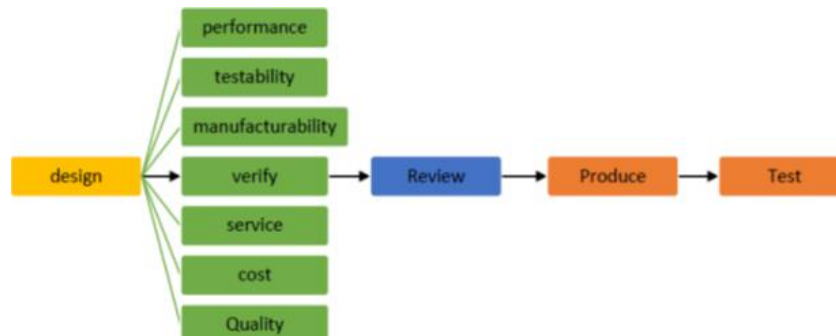 performance
testability
manufacturability
design
verify
Review
Produce
Test
service
cost
Quality